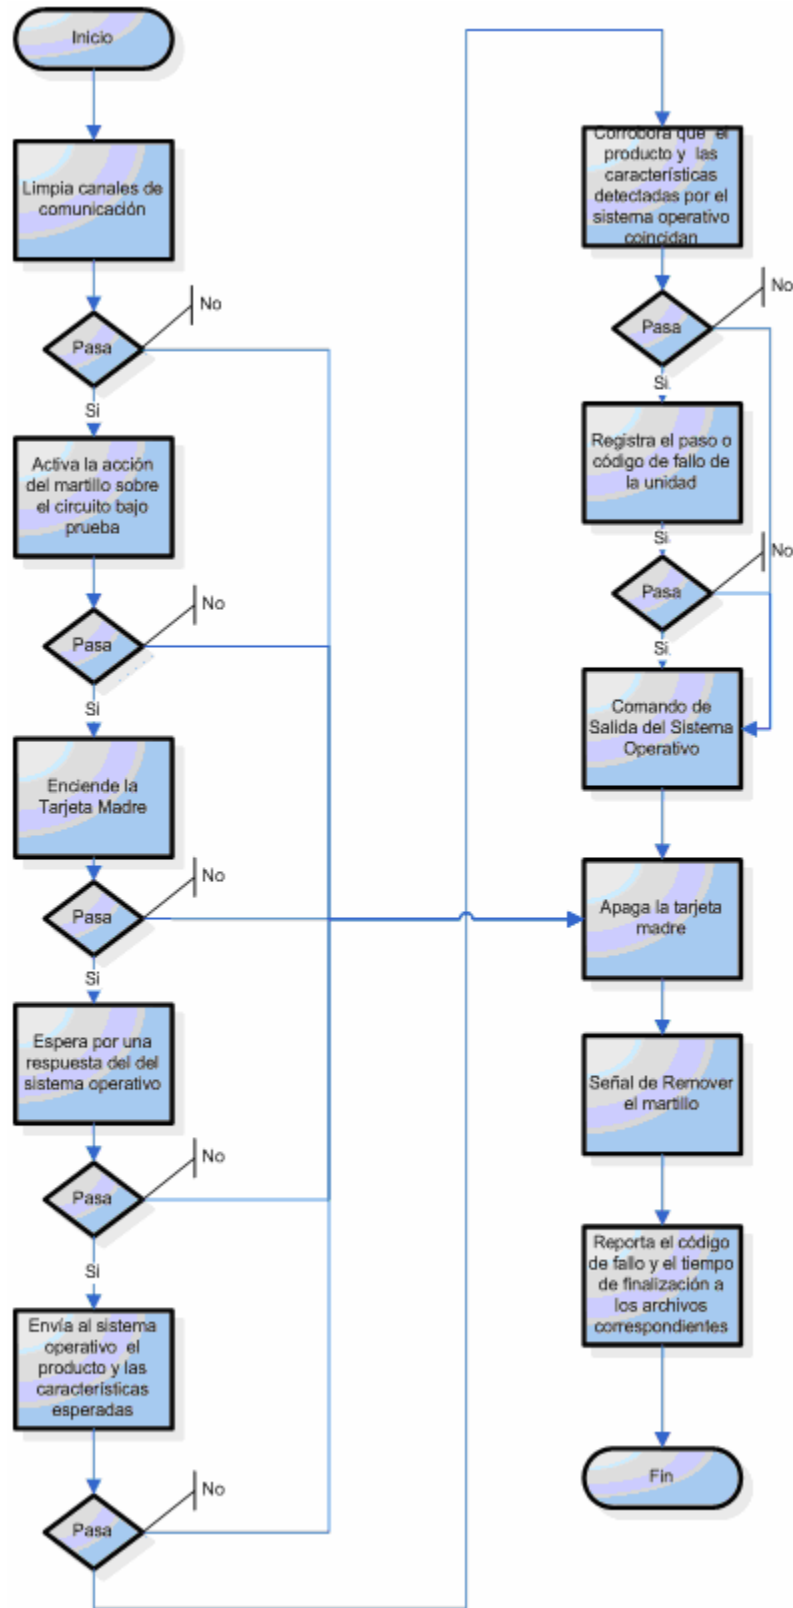 Inicio
Limpia canales de
comunicación
No
Pasa
Si
Activa la acción
del martillo sobre
el circuito bajo
prueba
No
Pasa
Si
Enciende la
Tarjeta Madre
No
Pasa
Si
Espera por una
respuesta del del
sistema operativo
No
Pasa
Si
Envía al sistema
operativo el
producto y las
características
esperadas
No
Pasa
Corrobora que el
producto y las
características
detectadas por el
sistema operativo
coincidan
No
Pasa
Si
Registra el paso o
código de fallo de
la unidad
Si
No
Pasa
Si
Comando de
Salida del Sistema
Operativo
Apaga la tarjeta
madre
Señal de Remover
el martillo
Reporta el código
de fallo y el tiempo
de finalización a
los archivos
correspondientes
Fin